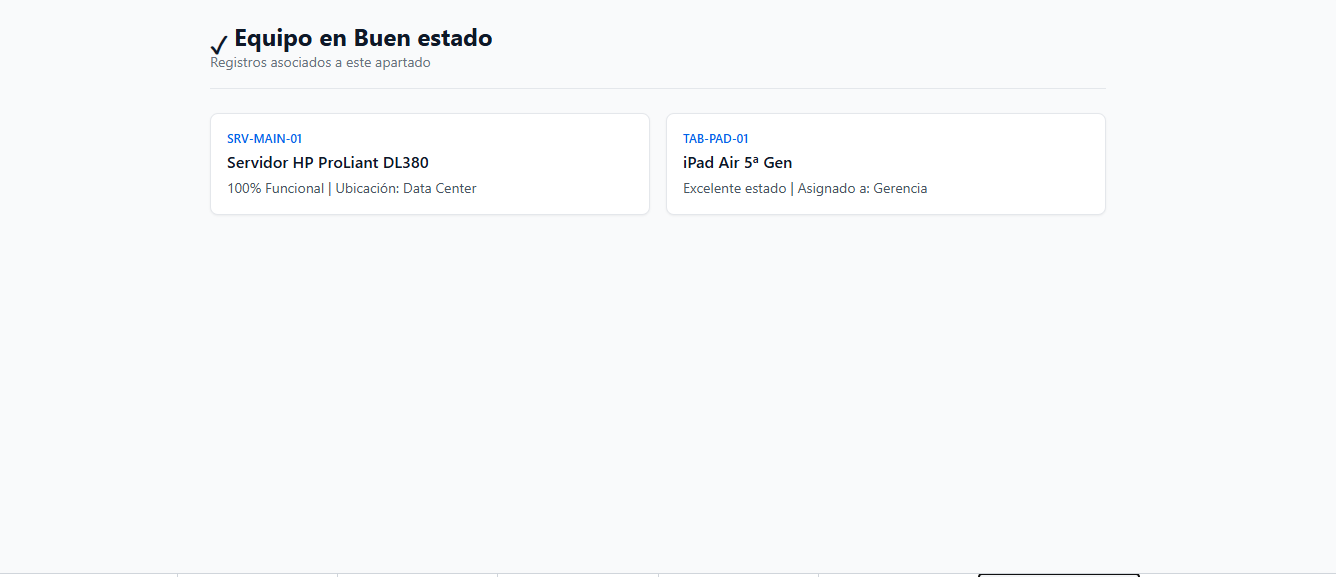 ✓ Equipo en Buen estado
Registros asociados a este apartado
SRV-MAIN-01
Servidor HP ProLiant DL380
100% Funcional | Ubicación: Data Center
TAB-PAD-01
iPad Air 5ª Gen
Excelente estado | Asignado a: Gerencia